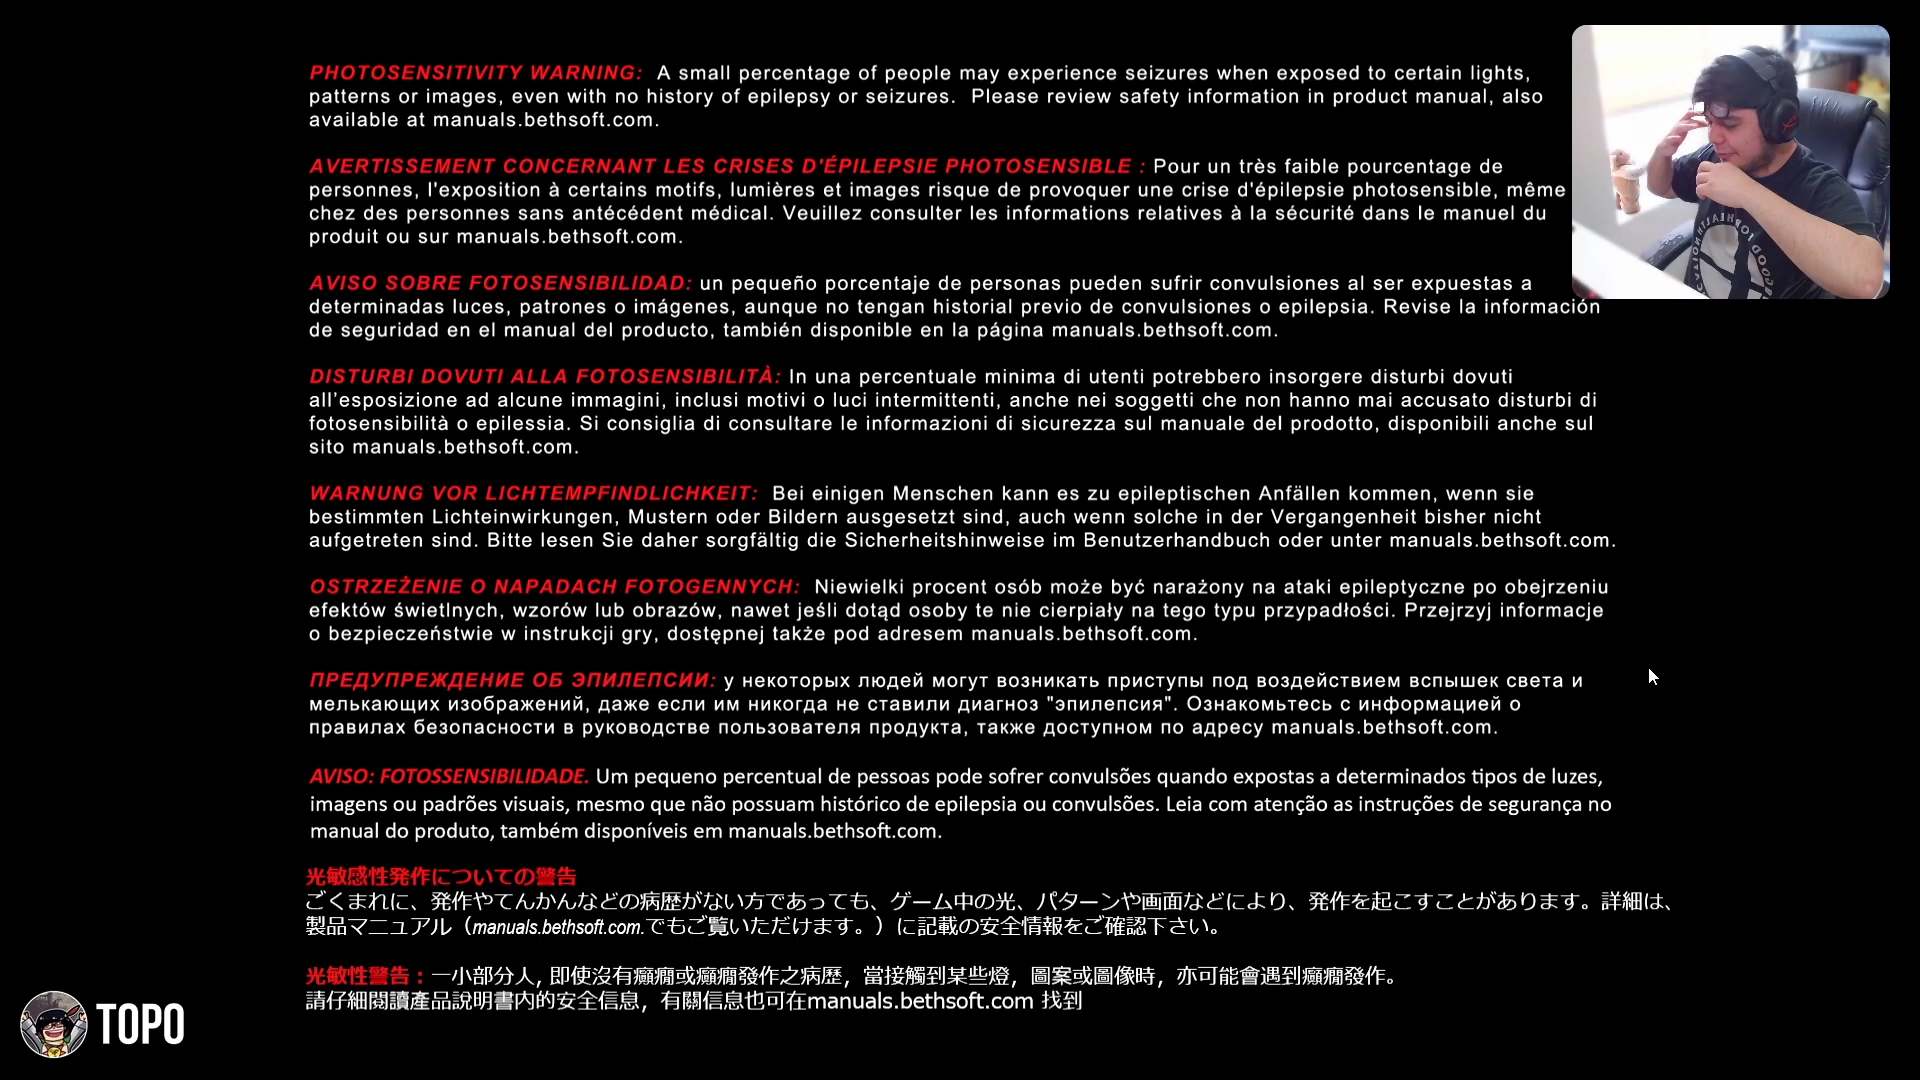 PHOTOSENSITIVITY WARNING: A small percentage of people may experience seizures when exposed to certain lights,
patterns or images, even with no history of epilepsy or seizures. Please review safety information in product manual, also
available at manuals.bethsoft.com.
AVERTISSEMENT CONCERNANT LES CRISES D'ÉPILEPSIE PHOTOSENSIBLE : Pour un très faible pourcentage de
personnes, l'exposition à certains motifs, lumières et images risque de provoquer une crise d'épilepsie photosensible, même
chez des personnes sans antécédent médical. Veuillez consulter les informations relatives à la sécurité dans le manuel du
produit ou sur manuals.bethsoft.com.
AVISO SOBRE FOTOSENSIBILIDAD: un pequeño porcentaje de personas pueden sufrir convulsiones al ser expuestas a
determinadas luces, patrones o imágenes, aunque no tengan historial previo de convulsiones o epilepsia. Revise la información
de seguridad en el manual del producto, también disponible en la página manuals.bethsoft.com.
DISTURBI DOVUTI ALLA FOTOSENSIBILITÀ: In una percentuale minima di utenti potrebbero insorgere disturbi dovuti
all'esposizione ad alcune immagini, inclusi motivi o luci intermittenti, anche nei soggetti che non hanno mai accusato disturbi di
fotosensibilità o epilessia. Si consiglia di consultare le informazioni di sicurezza sul manuale del prodotto, disponibili anche sul
sito manuals.bethsoft.com.
WARNUNG VOR LICHTEMPFINDLICHKEIT: Bei einigen Menschen kann es zu epileptischen Anfällen kommen, wenn sie
bestimmten Lichteinwirkungen, Mustern oder Bildern ausgesetzt sind, auch wenn solche in der Vergangenheit bisher nicht
aufgetreten sind. Bitte lesen Sie daher sorgfältig die Sicherheitshinweise im Benutzerhandbuch oder unter manuals.bethsoft.com.
OSTRZEŻENIE O NAPADACH FOTOGENNYCH: Niewielki procent osób może być narażony na ataki epileptyczne po obejrzeniu
efektów świetlnych, wzorów lub obrazów, nawet jeśli dotąd osoby te nie cierpiały na tego typu przypadłości. Przejrzyj informacje
o bezpieczeństwie w instrukcji gry, dostępnej także pod adresem manuals.bethsoft.com.
ПРЕДУПРЕЖДЕНИЕ ОБ ЭПИЛЕПСИИ: у некоторых людей могут возникать приступы под воздействием вспышек света и
мелькающих изображений, даже если им никогда не ставили диагноз "эпилепсия". Ознакомьтесь с информацией о
правилах безопасности в руководстве пользователя продукта, также доступном по адресу manuals.bethsoft.com.
AVISO: FOTOSSENSIBILIDADE. Um pequeno percentual de pessoas pode sofrer convulsões quando expostas a determinados tipos de luzes,
imagens ou padrões visuais, mesmo que não possuam histórico de epilepsia ou convulsões. Leia com atenção as instruções de segurança no
manual do produto, também disponíveis em manuals.bethsoft.com.
光敏感性発作についての警告
ごくまれに、発作やてんかんなどの病歴がない方であっても、ゲーム中の光、パターンや画面などにより、発作を起こすことがあります。詳細は、
製品マニュアル（manuals.bethsoft.com.でもご覧いただけます。）に記載の安全情報をご確認下さい。
光敏性警告：一小部分人, 即使沒有癲癇或癲癇發作之病歷，當接觸到某些燈，圖案或圖像時，亦可能會遇到癲癇發作。
請仔細閱讀產品說明書內的安全信息，有關信息也可在manuals.bethsoft.com 找到
TOPO